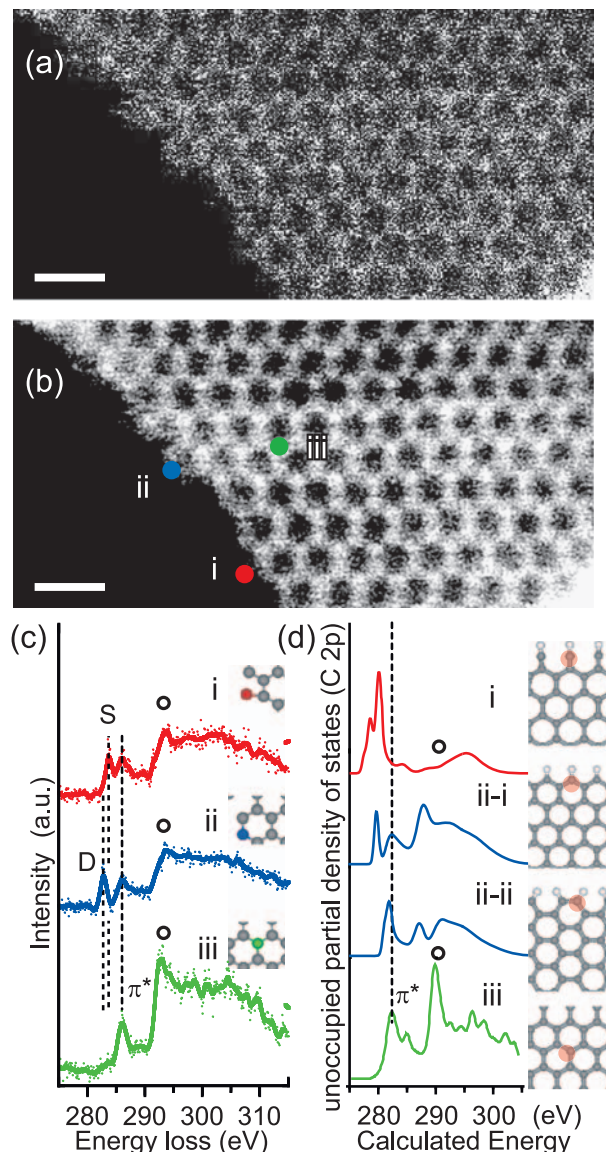 (a)
(b)
iii
ii
i
(c)
(d)
i
S
ii
D
iii
π*
Intensity (a.u.)
280 290 300 310
Energy loss (eV)
i
ii-i
ii-ii
π*
iii
unoccupied partial density of states (C 2p)
280 290 300 (eV)
Calculated Energy